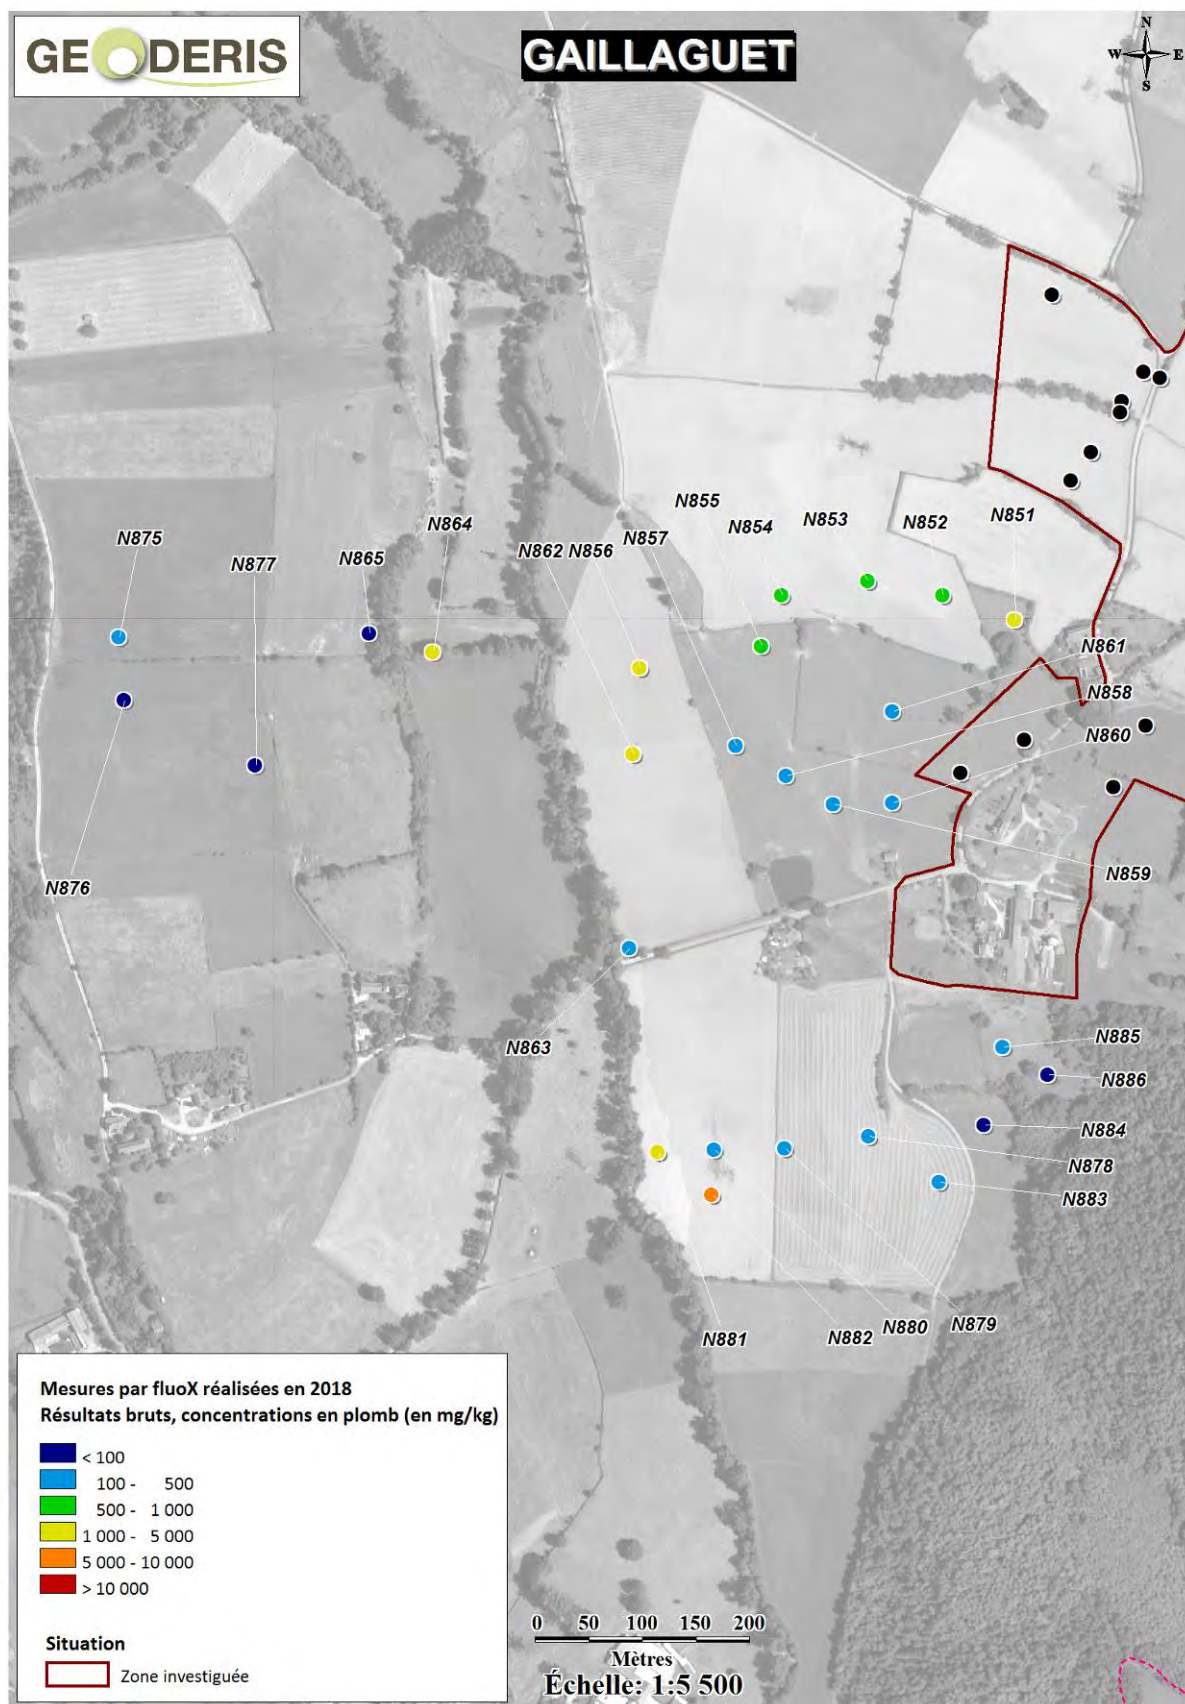 GEODERIS
GAILLAGUET
N
W E
S
N855
N854
N853
N852
N851
N864
N862
N856
N857
N875
N877
N865
N861
N858
N860
N876
N859
N863
N885
N886
N884
N878
N883
N881
N882
N880
N879
Mesures par fluoX réalisées en 2018
Résultats bruts, concentrations en plomb (en mg/kg)
< 100
100 - 500
500 - 1 000
1 000 - 5 000
5 000 - 10 000
> 10 000
Situation
Zone investiguée
0 50 100 150 200
Mètres
Échelle: 1:5 500